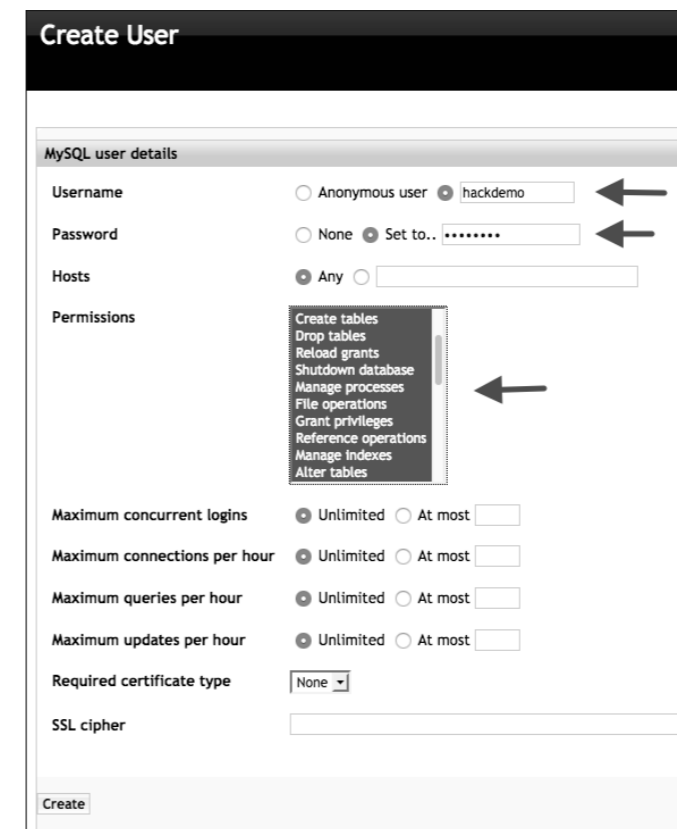 Create User
MySQL user details
Username Anonymous user hackdemo
Password None Set to.. ••••••••
Hosts Any
Permissions
Create tables
Drop tables
Reload grants
Shutdown database
Manage processes
File operations
Grant privileges
Reference operations
Manage indexes
Alter tables
Maximum concurrent logins Unlimited At most
Maximum connections per hour Unlimited At most
Maximum queries per hour Unlimited At most
Maximum updates per hour Unlimited At most
Required certificate type None
SSL cipher
Create